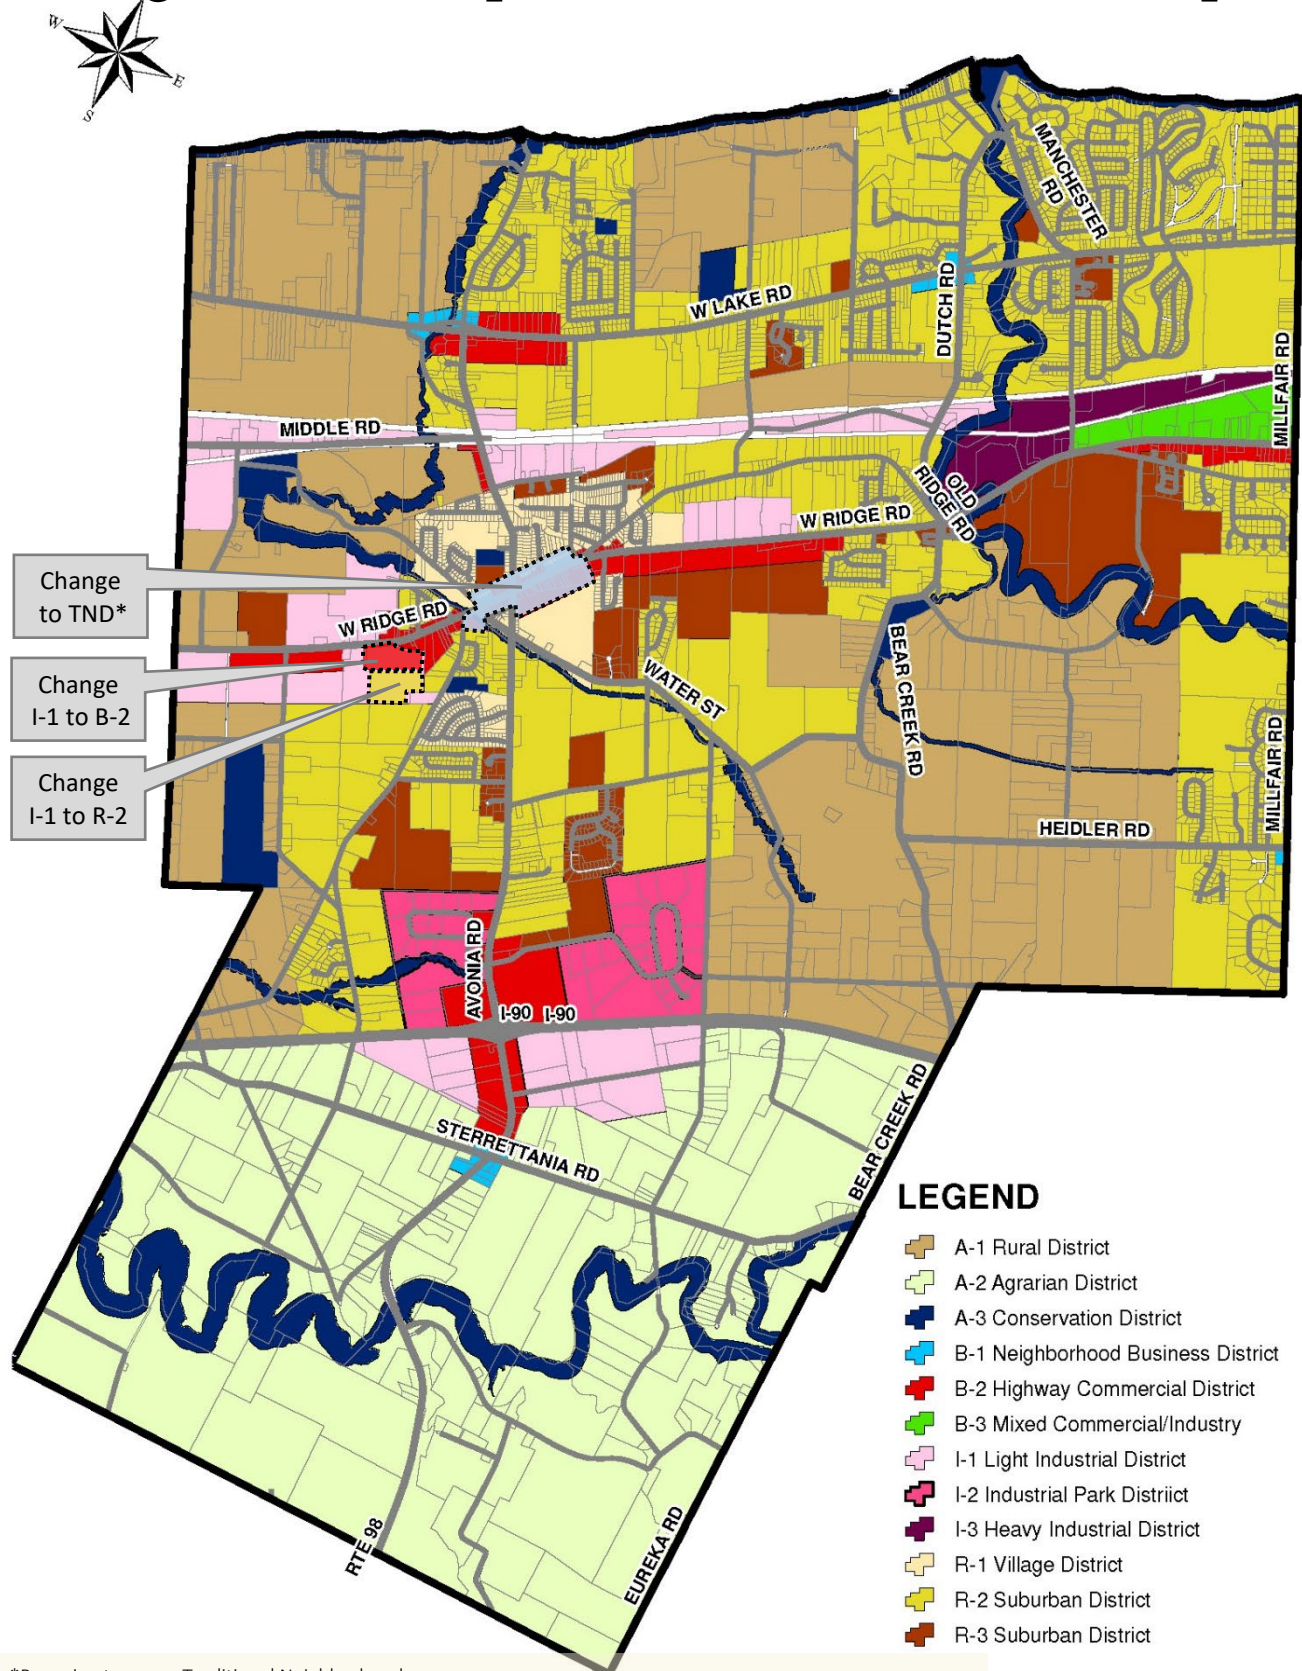 W
E
S
MANCHESTER
RD
W LAKE RD
DUTCH RD
MILLFAIR RD
MIDDLE RD
OLD
RIDGE RD
W RIDGE RD
Change
to TND*
W RIDGE RD
BEAR CREEK RD
WATER ST
Change
I-1 to B-2
MILLFAIR RD
Change
I-1 to R-2
HEIDLER RD
AVONIA RD
I-90 I-90
STERRETTANIA RD
BEAR CREEK RD
LEGEND
A-1 Rural District
A-2 Agrarian District
A-3 Conservation District
B-1 Neighborhood Business District
B-2 Highway Commercial District
B-3 Mixed Commercial/Industry
I-1 Light Industrial District
I-2 Industrial Park Distriict
I-3 Heavy Industrial District
R-1 Village District
R-2 Suburban District
R-3 Suburban District
RTE 98
EUREKA RD